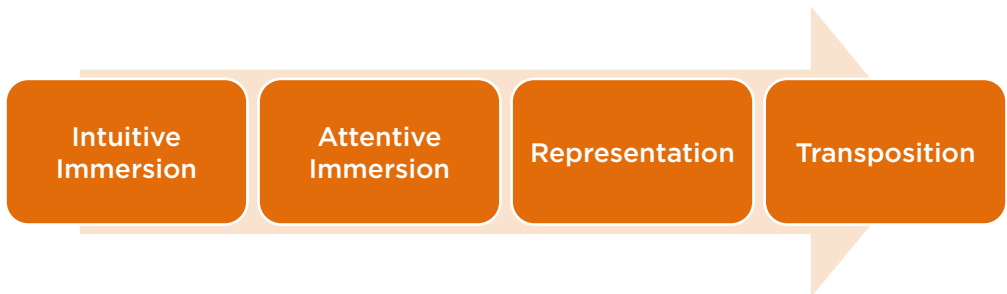 Intuitive
Immersion
Attentive
Immersion
Representation
Transposition